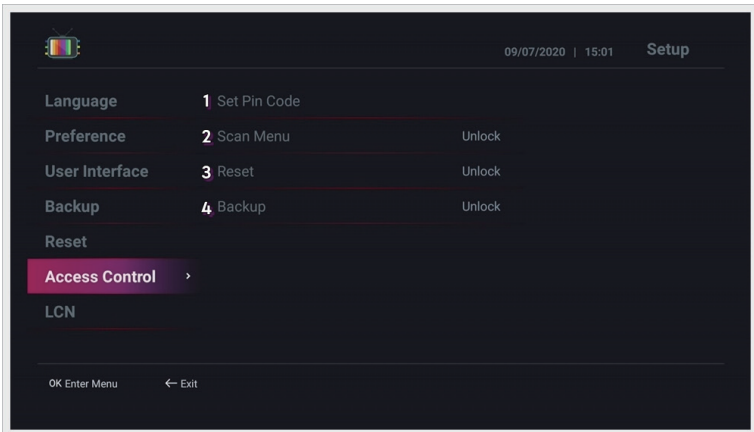 09/07/2020 | 15:01 Setup
Language 1 Set Pin Code
Preference 2 Scan Menu Unlock
User Interface 3 Reset Unlock
Backup 4 Backup Unlock
Reset
Access Control ›
LCN
OK Enter Menu ← Exit